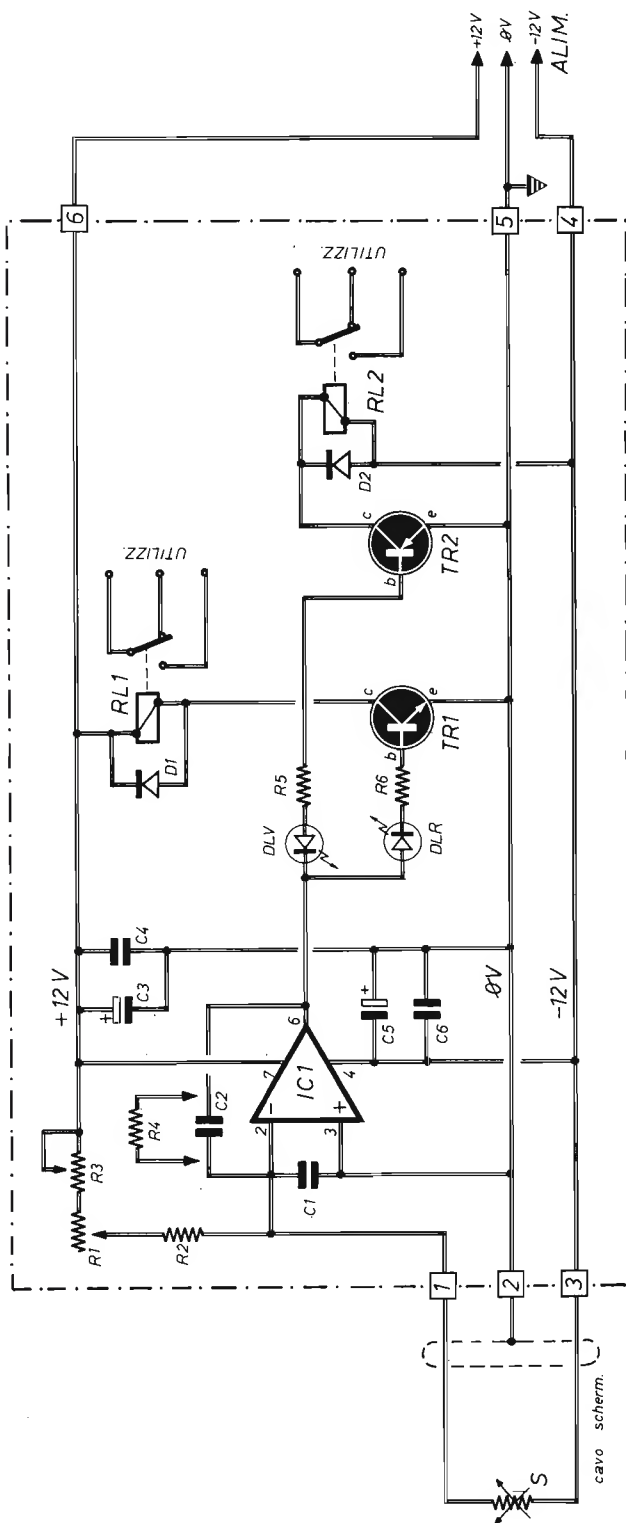 +12V
0V
-12V
ALIM.
6
5
4
UTILIZZ.
RL2
D2
c
b
e
TR2
UTILIZZ.
RL1
D1
c
b
e
TR1
R5
R6
DLV
DLR
+12V
C4
+
C3
+
C5
C6
0V
-12V
R3
R1
R4
R2
C2
C1
2
3
7
4
6
-
+
IC1
1
2
3
S
cavo scherm.